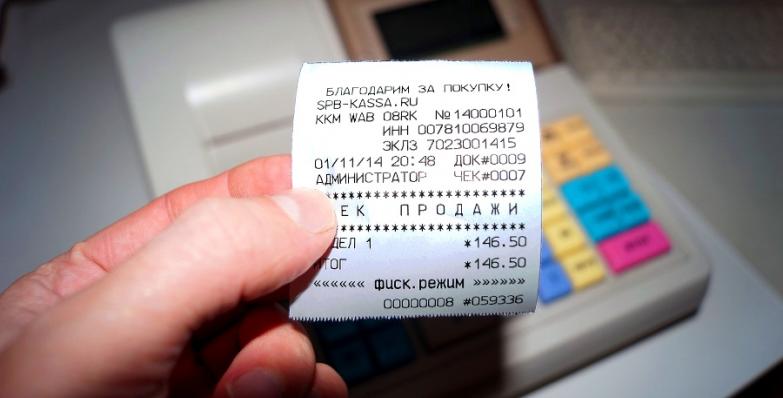 БЛАГОДАРИМ ЗА ПОКУПКУ!
SPB-KASSA.RU
ККМ WAB 08RK №14000101
ИНН 007810069879
ЭКЛЗ 7023001415
01/11/14 20:48 ДОК#0009
АДМИНИСТРАТОР ЧЕК#0007
********************
ЕК ПРОДАЖИ
********************
ДЕЛ 1 *146.50
ИТОГ *146.50
«««««« фиск.режим »»»»»»
00000008 #059336